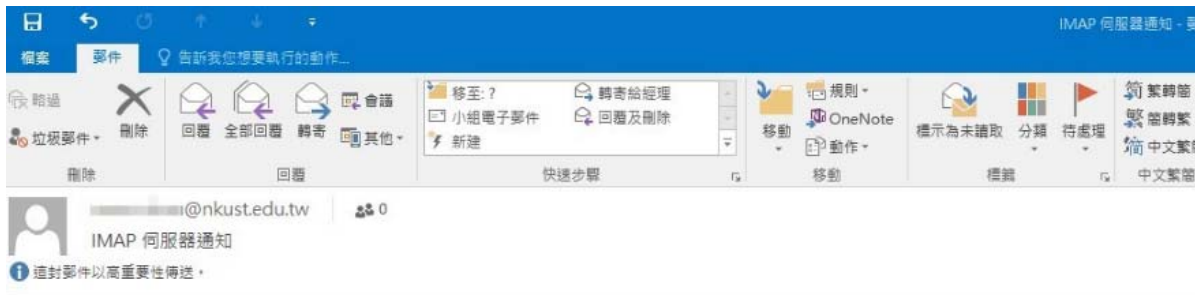 IMAP 伺服器通知 -
檔案 郵件 告訴我您想要執行的動作...
略過
垃圾郵件
刪除
回覆 全部回覆 轉寄
會議
其他
移至: ? 轉寄給經理
小組電子郵件 回覆及刪除
新建
移動
規則
OneNote
動作
標示為未讀取 分類 待處理
繁轉簡
簡轉繁
中文繁簡
刪除 回覆 快速步驟 移動 標籤 中文繁簡
@nkust.edu.tw 0
IMAP 伺服器通知
這封郵件以高重要性傳送。